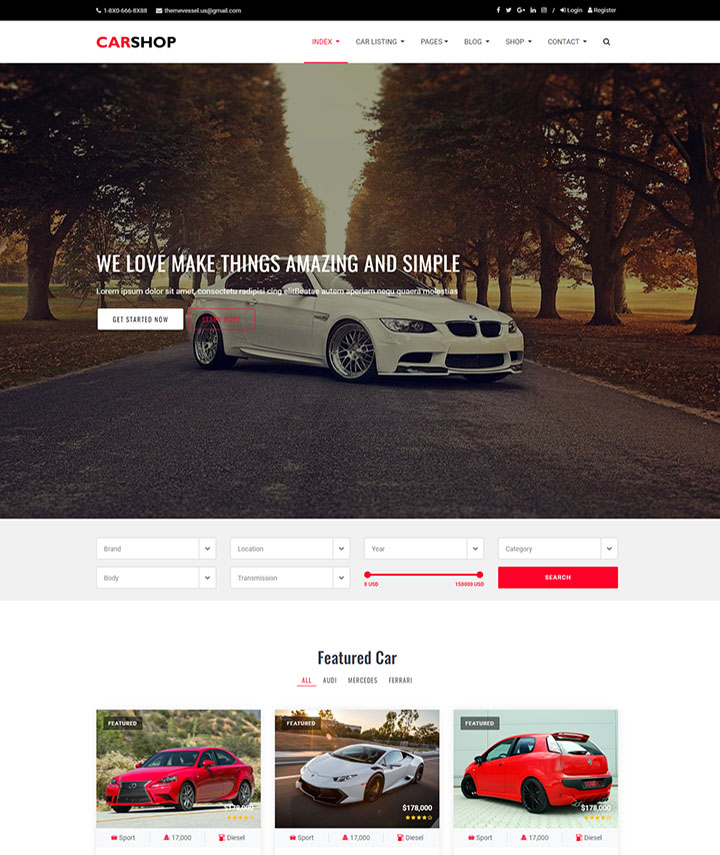 1-8X0-666-8X88 themevessel.us@gmail.com / Login Register
CARSHOP INDEX CAR LISTING PAGES BLOG SHOP CONTACT
WE LOVE MAKE THINGS AMAZING AND SIMPLE
Lorem ipsum dolor sit amet, consectetu radipisi cing elitBeatae autem aperiam nequ quaera molestias
GET STARTED NOW LEARN MORE
Brand Location Year Category
Body Transmission SEARCH
0 USD 150000 USD
Featured Car
ALL AUDI MERCEDES FERRARI
FEATURED FEATURED FEATURED
$178,000 $178,000 $178,000
Sport 17,000 Diesel Sport 17,000 Diesel Sport 17,000 Diesel